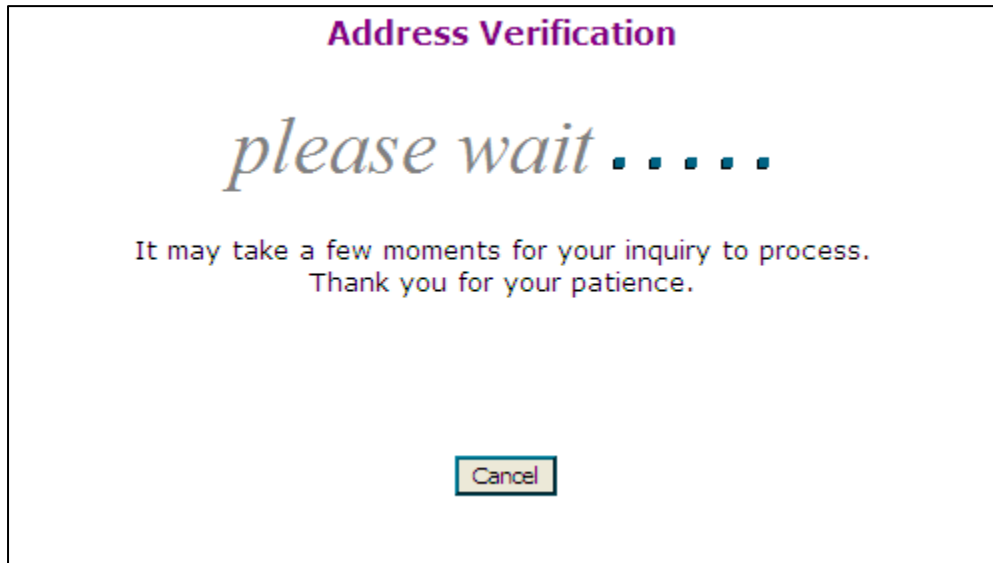 Address Verification
please wait .....
It may take a few moments for your inquiry to process.
Thank you for your patience.
Cancel